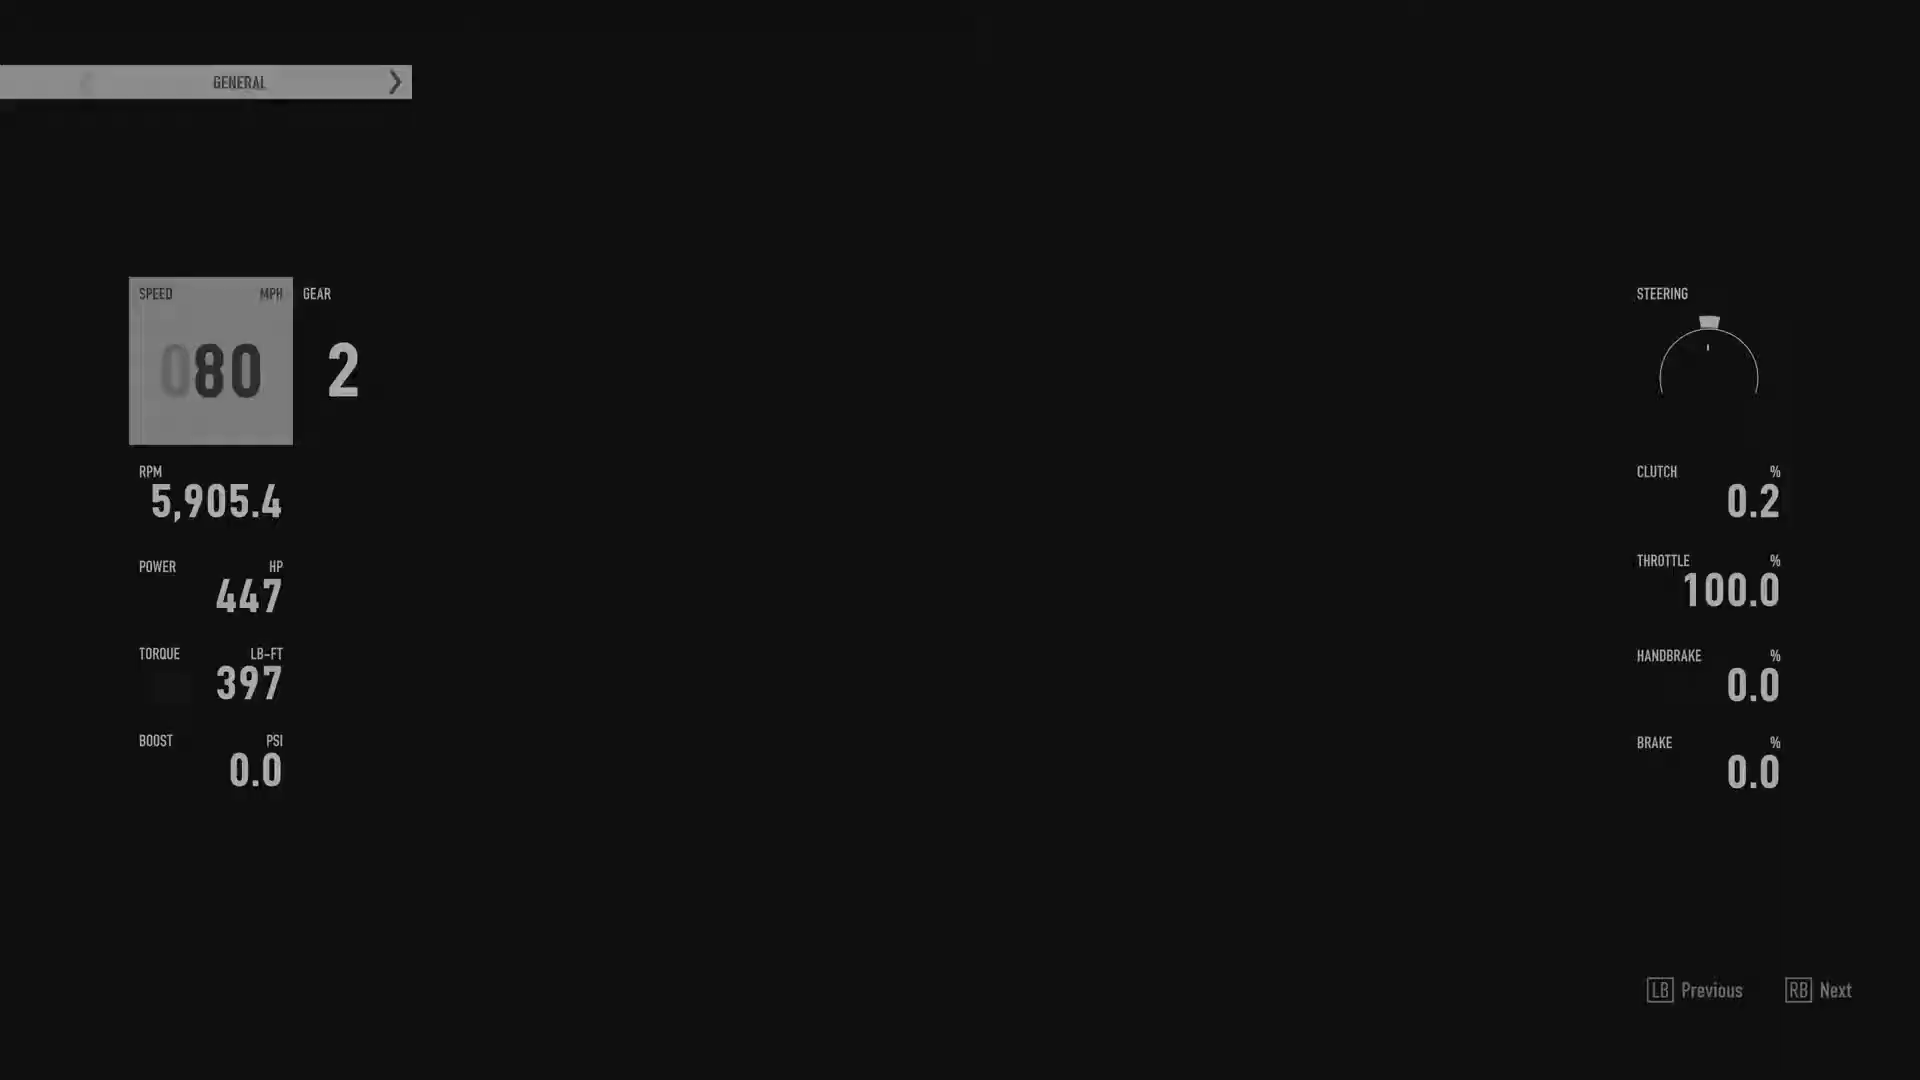 GENERAL
SPEED MPH
080
GEAR
2
RPM
5,905.4
POWER HP
447
TORQUE LB-FT
397
BOOST PSI
0.0
STEERING
CLUTCH %
0.2
THROTTLE %
100.0
HANDBRAKE %
0.0
BRAKE %
0.0
LB Previous RB Next